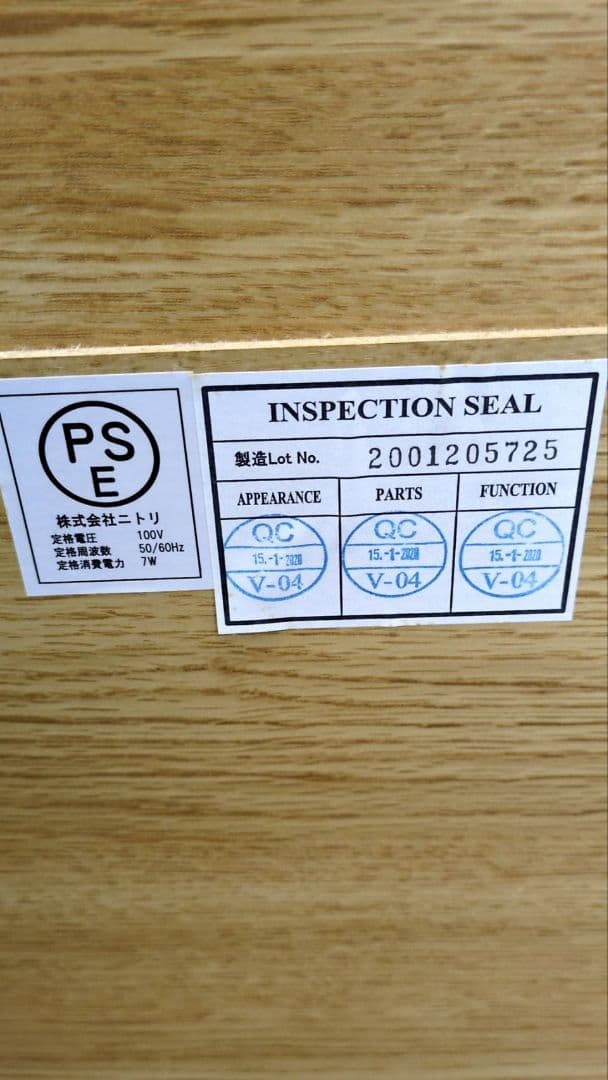 PS
E
株式会社ニトリ
定格電圧 100V
定格周波数 50/60Hz
定格消費電力 7W
INSPECTION SEAL
製造Lot No. 2001205725
APPEARANCE PARTS FUNCTION
QC QC QC
15.-1-2020 15.-1-2020 15.-1-2020
V-04 V-04 V-04